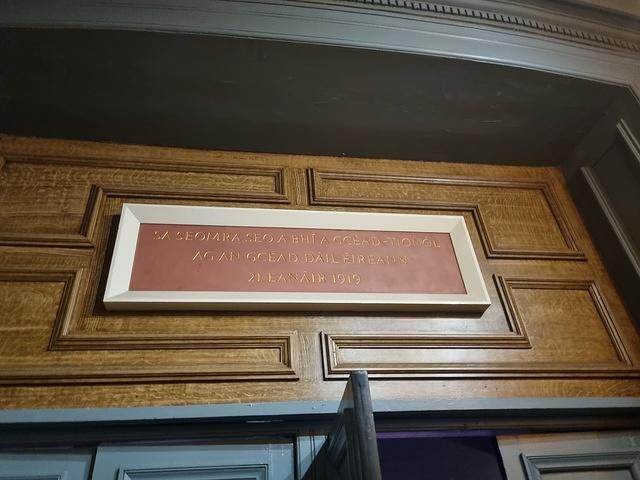 SA SEOMRA SEO A BHÍ A GCÉAD-TIONÓL
AG AN GCÉAD DÁIL ÉIREANN
21 EANÁIR 1919